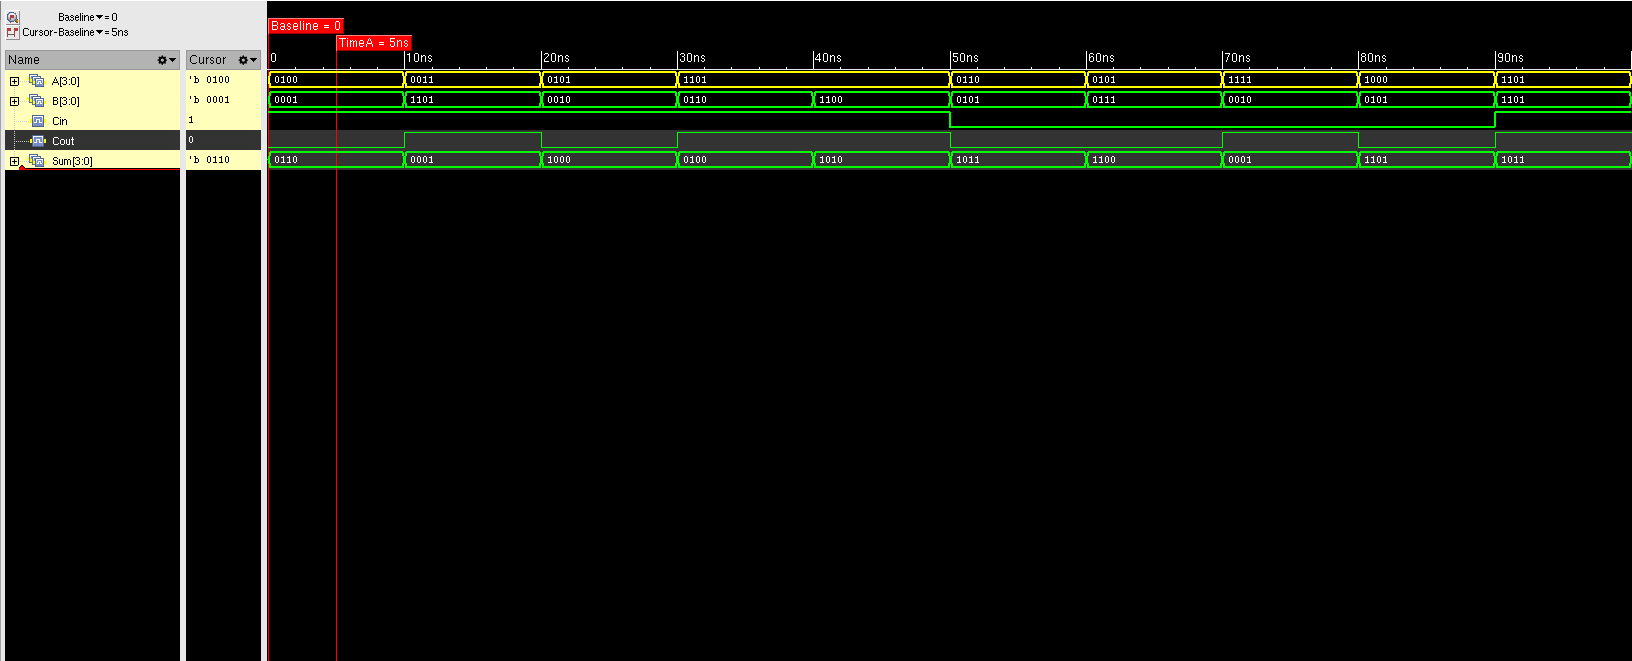 Baseline = 0
Cursor-Baseline = 5ns
Baseline = 0
TimeA = 5ns
Name Cursor
0 10ns 20ns 30ns 40ns 50ns 60ns 70ns 80ns 90ns
A[3:0] 'b 0100 0100 0011 0101 1101 0110 0101 1111 1000 1101
B[3:0] 'b 0001 0001 1101 0010 0110 1100 0101 0111 0010 0101 1101
Cin 1
Cout 0
Sum[3:0] 'b 0110 0110 0001 1000 0100 1010 1011 1100 0001 1101 1011